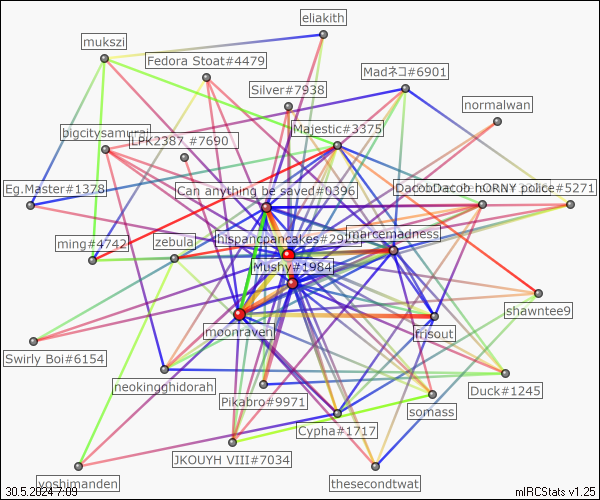 eliakith
mukszi
Fedora Stoat#4479
Madネコ#6901
Silver#7938
normalwan
Majestic#3375
bigcitysamurai
LPK2387_#7690
Eg.Master#1378
Can anything be saved#0396
DacobDacob
hORNY police#5271
ming#4742
zebula
hispancpancakes#2923
marcemadness
Mushy#1984
shawntee9
moonraven
frisout
Swirly Boi#6154
neokingghidorah
Duck#1245
Pikabro#9971
somass
Cypha#1717
JKOUYH VIII#7034
yoshimanden
thesecondtwat
30.5.2024 7:09
mIRCStats v1.25